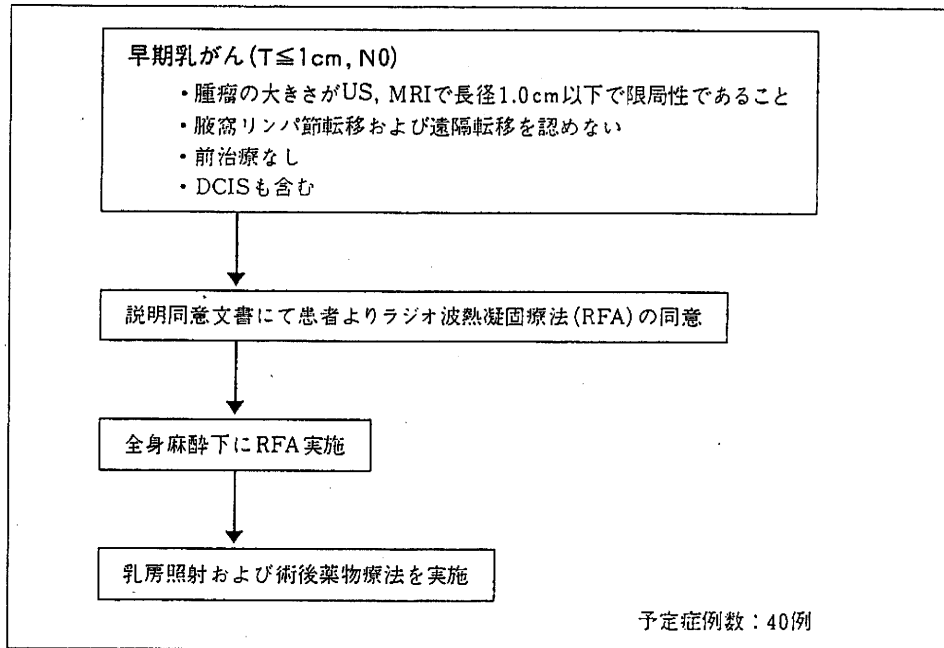 早期乳がん(T≦1cm, N0)
・腫瘤の大きさがUS, MRIで長径1.0cm以下で限局性であること
・腋窩リンパ節転移および遠隔転移を認めない
・前治療なし
・DCISも含む
説明同意文書にて患者よりラジオ波熱凝固療法(RFA)の同意
全身麻酔下にRFA実施
乳房照射および術後薬物療法を実施
予定症例数：40例